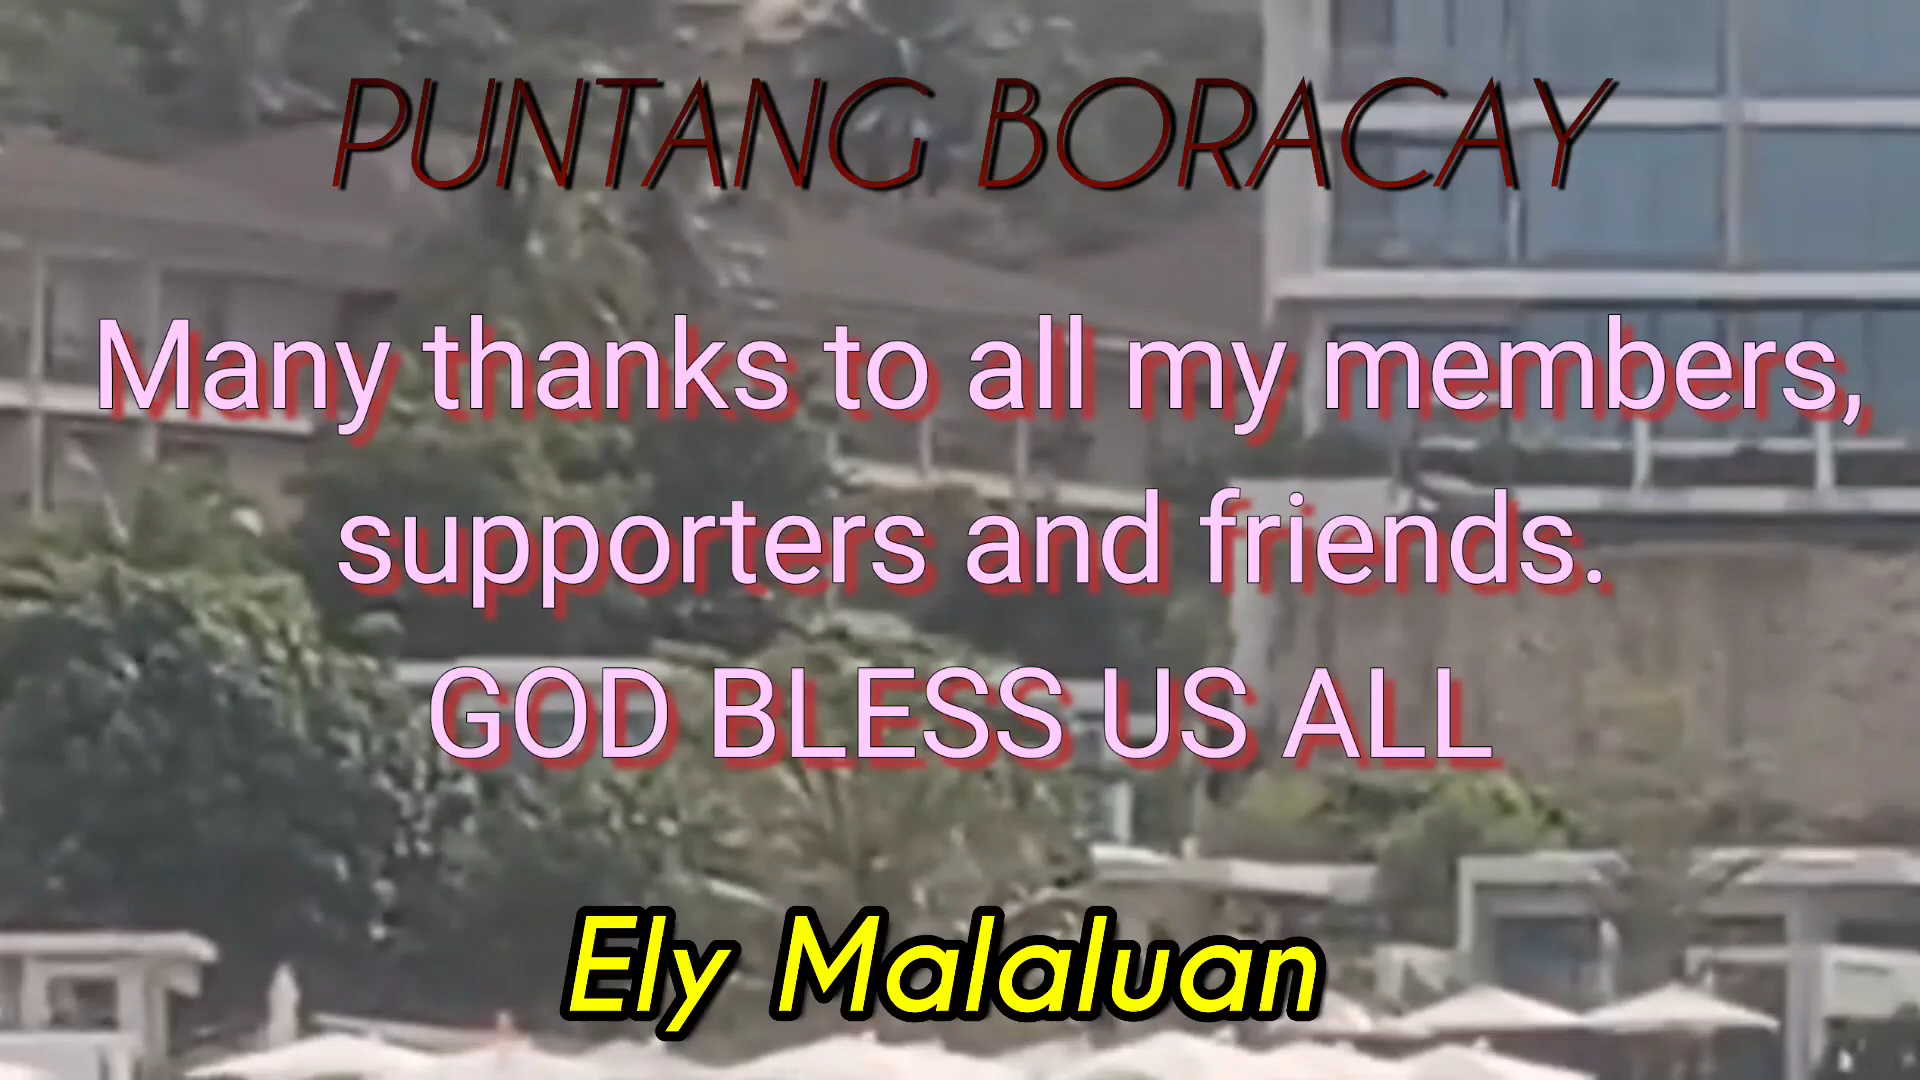 PUNTANG BORACAY
Many thanks to all my members,
supporters and friends.
GOD BLESS US ALL
Ely Malaluan